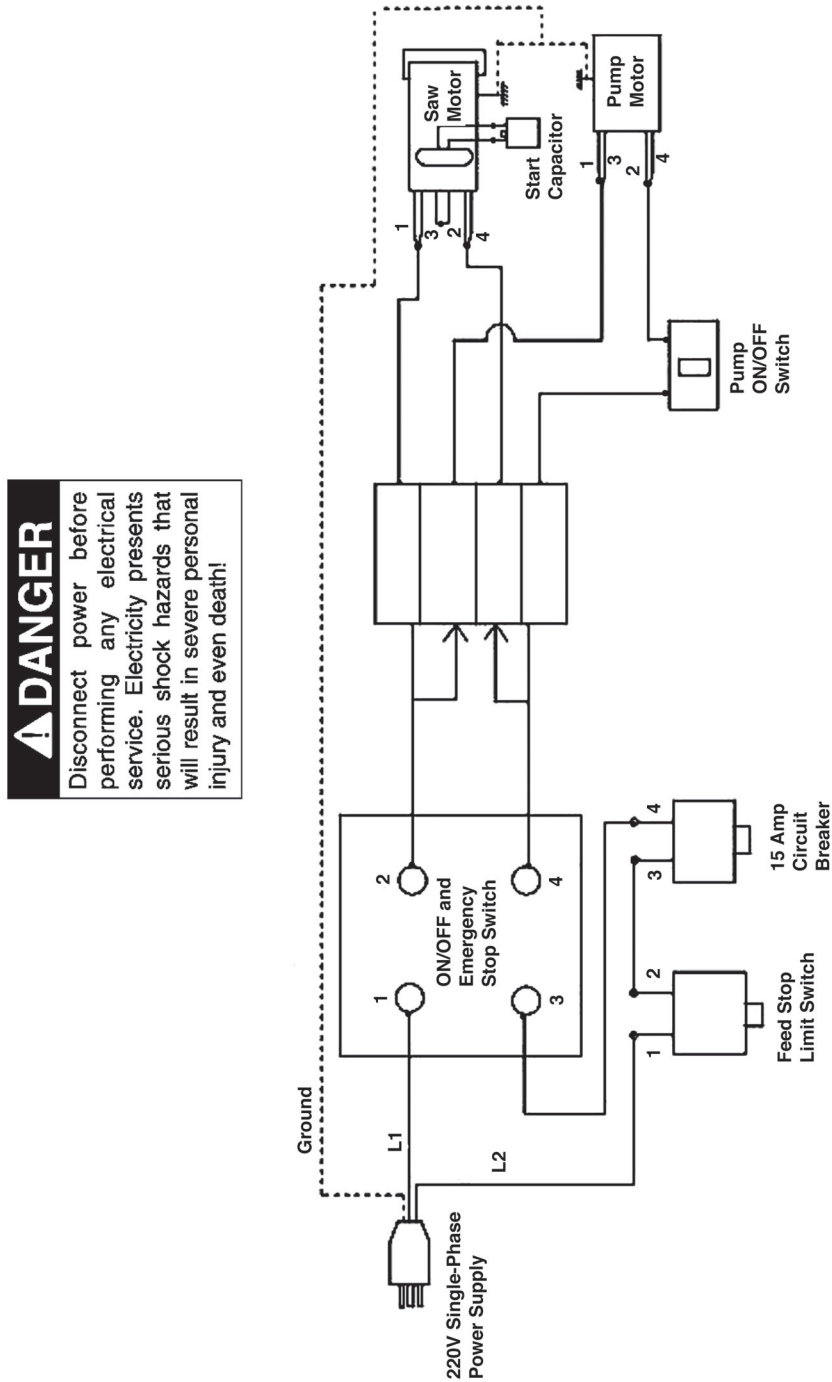 ⚠DANGER
Disconnect power before
performing any electrical
service. Electricity presents
serious shock hazards that
will result in severe personal
injury and even death!
Ground
220V Single-Phase
Power Supply
L1
L2
1
2
3
4
ON/OFF and
Emergency
Stop Switch
1
2
Feed Stop
Limit Switch
3
4
15 Amp
Circuit
Breaker
1
3
2
4
Saw
Motor
Start
Capacitor
1
3
2
4
Pump
Motor
Pump
ON/OFF
Switch